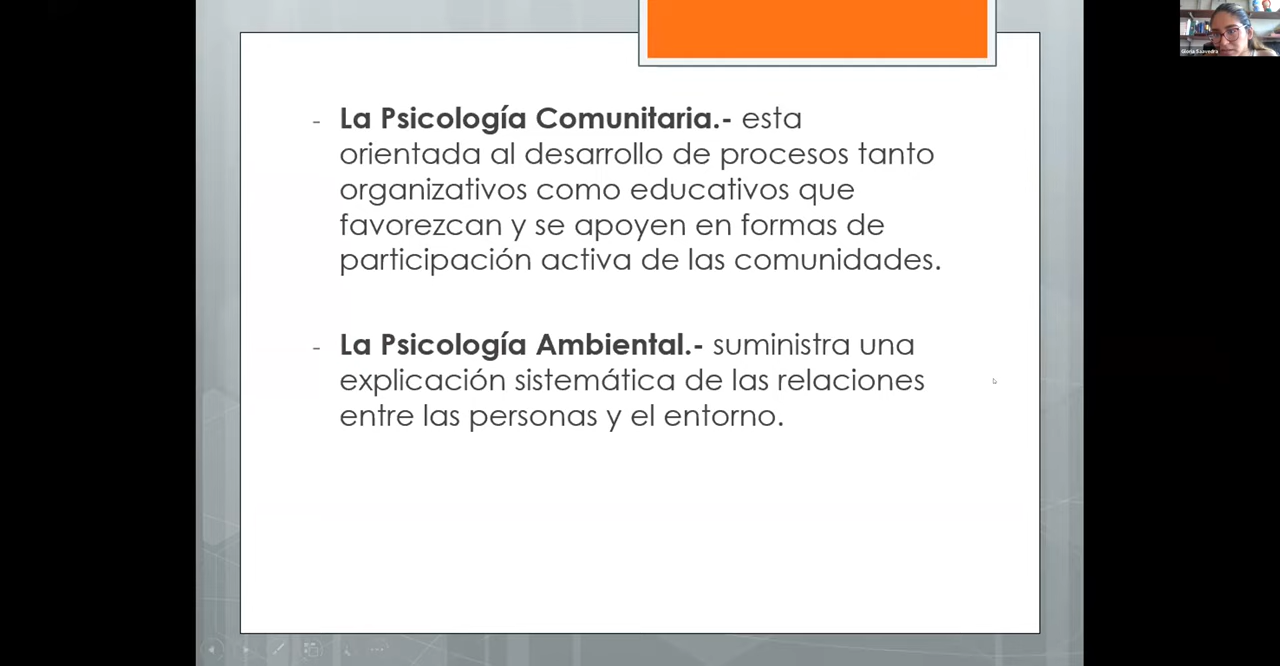 - La Psicología Comunitaria.- esta
orientada al desarrollo de procesos tanto
organizativos como educativos que
favorezcan y se apoyen en formas de
participación activa de las comunidades.
- La Psicología Ambiental.- suministra una
explicación sistemática de las relaciones
entre las personas y el entorno.
Gloria Saavedra